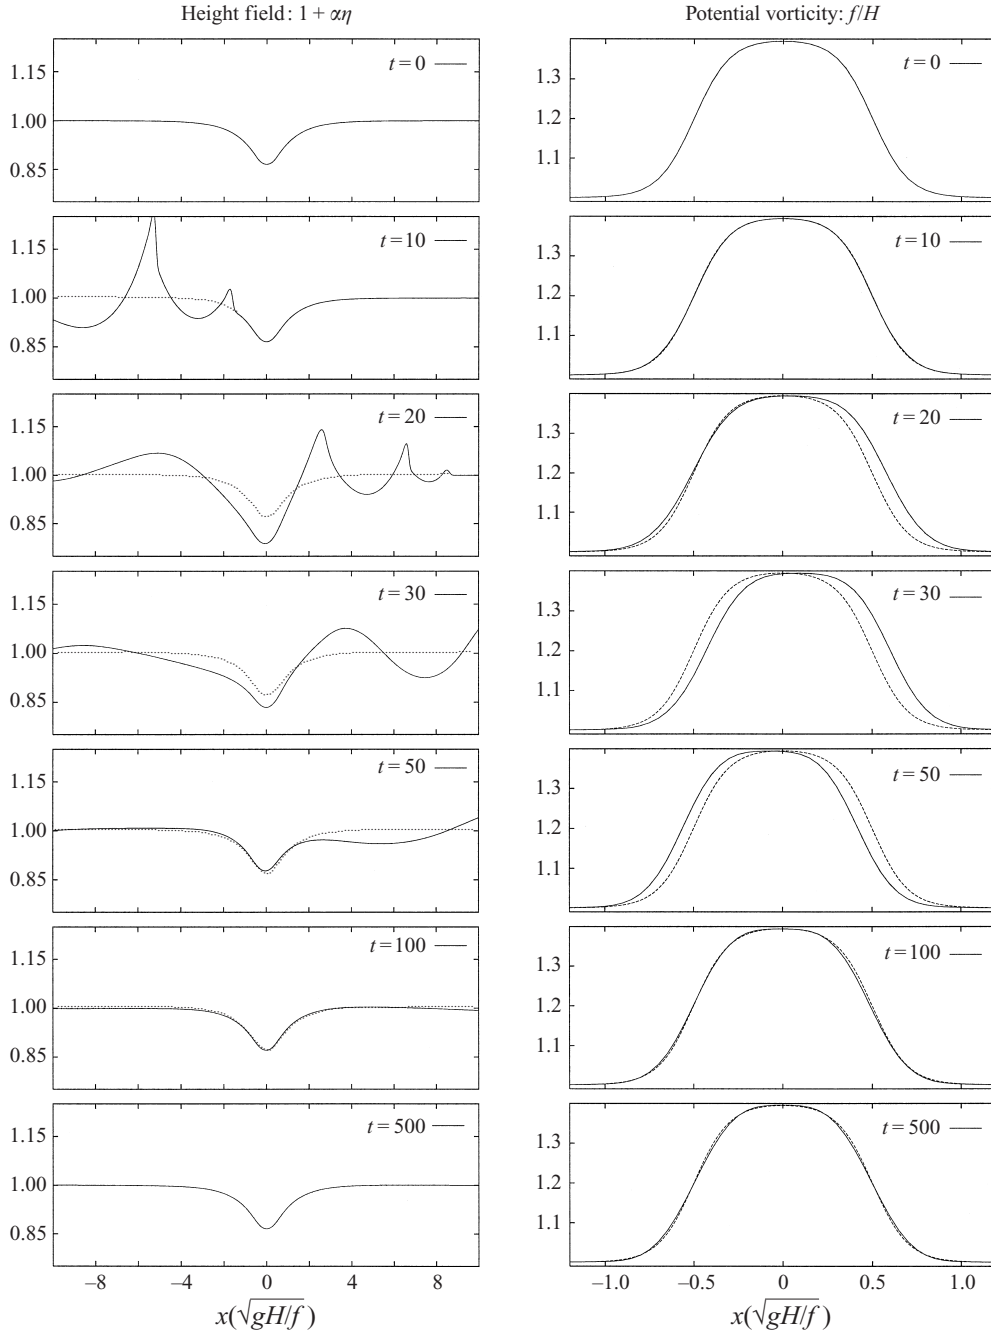 Height field: 1 + αη
t = 0
1.15
1.00
0.85
t = 10
1.15
1.00
0.85
t = 20
1.15
1.00
0.85
t = 30
1.15
1.00
0.85
t = 50
1.15
1.00
0.85
t = 100
1.15
1.00
0.85
t = 500
1.15
1.00
0.85
−8 −4 0 4 8
x(√gH/f)
Potential vorticity: f/H
t = 0
1.3
1.2
1.1
t = 10
1.3
1.2
1.1
t = 20
1.3
1.2
1.1
t = 30
1.3
1.2
1.1
t = 50
1.3
1.2
1.1
t = 100
1.3
1.2
1.1
t = 500
1.3
1.2
1.1
−1.0 −0.5 0 0.5 1.0
x(√gH/f)